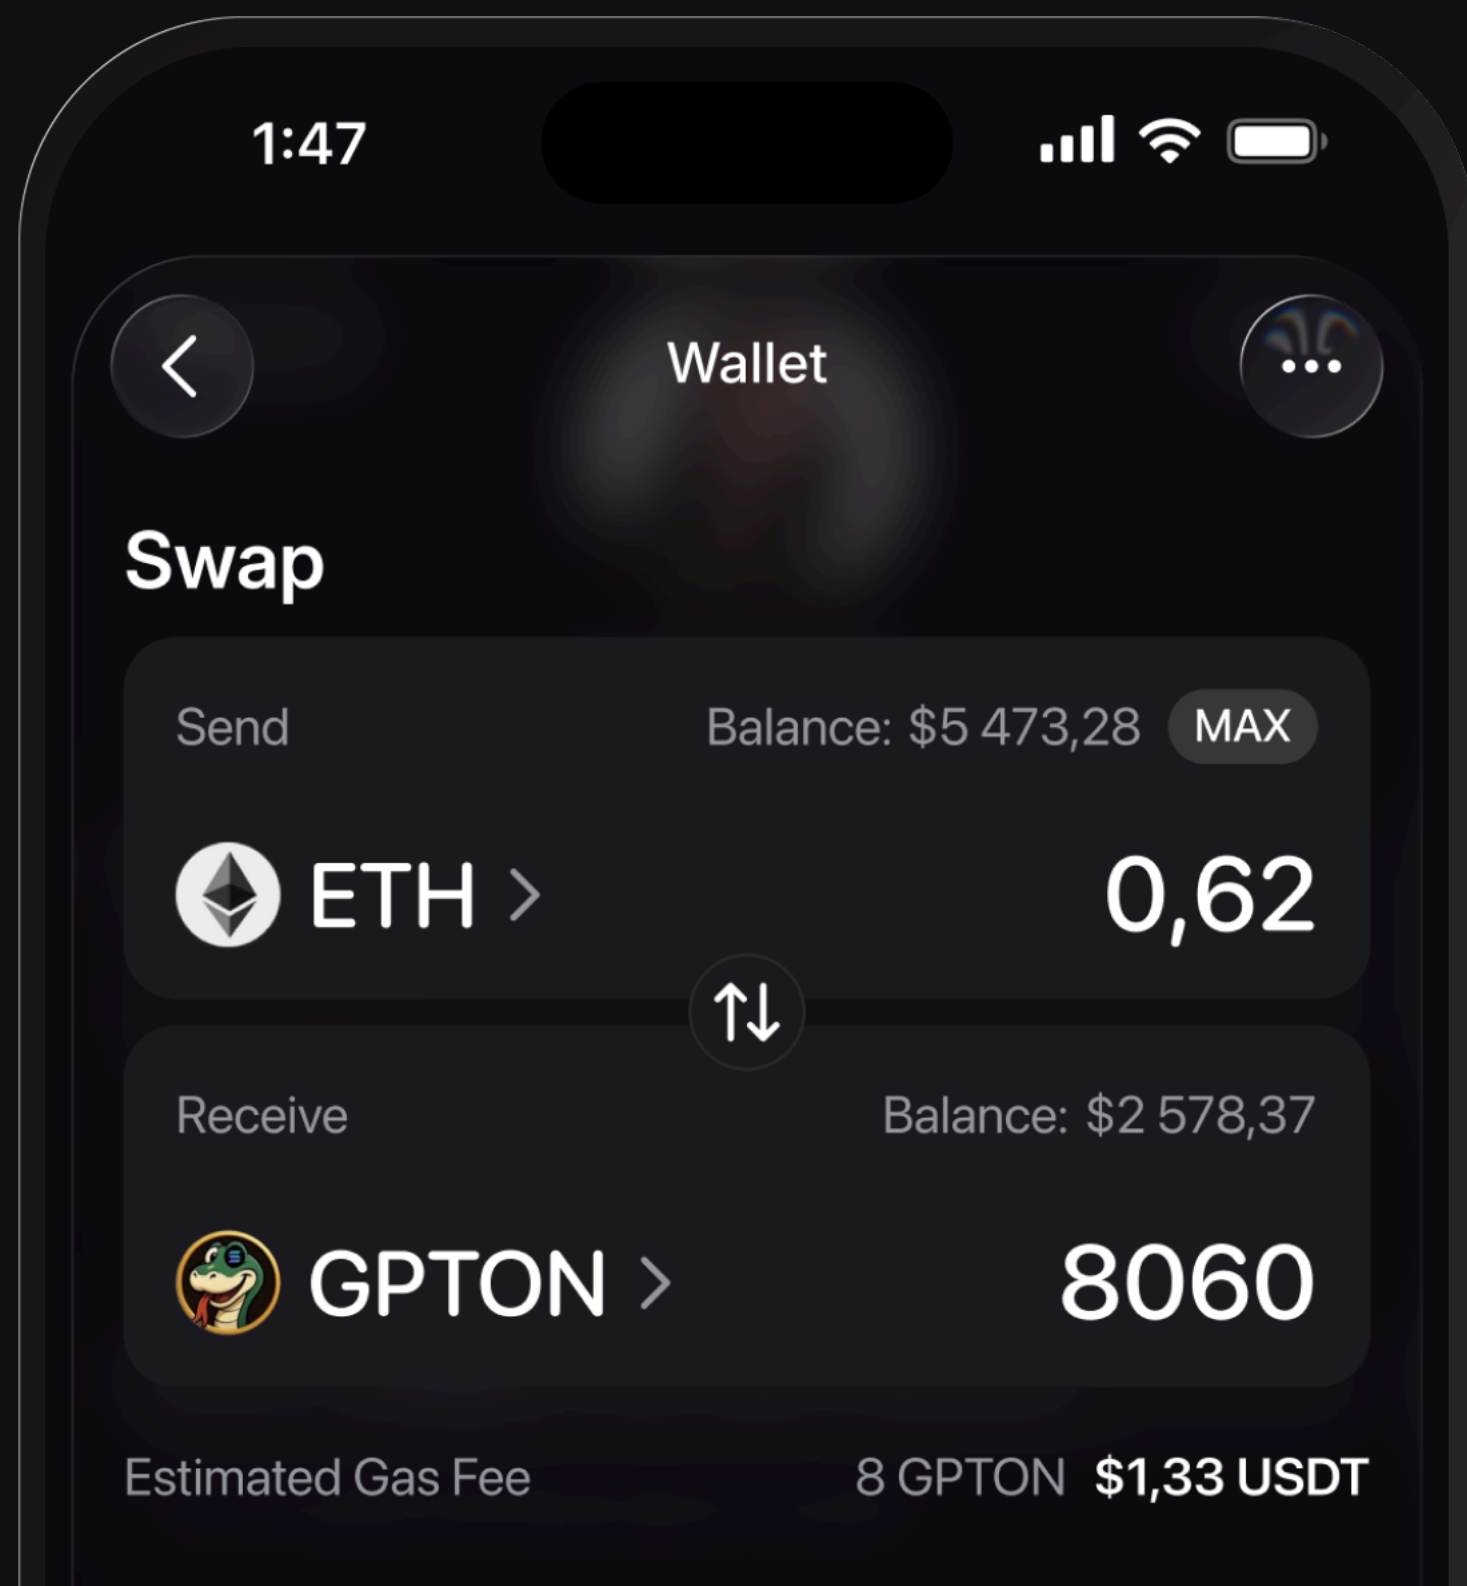 1:47
Wallet
Swap
Send Balance: $5 473,28 MAX
ETH 0,62
Receive Balance: $2 578,37
GPTON 8060
Estimated Gas Fee 8 GPTON $1,33 USDT